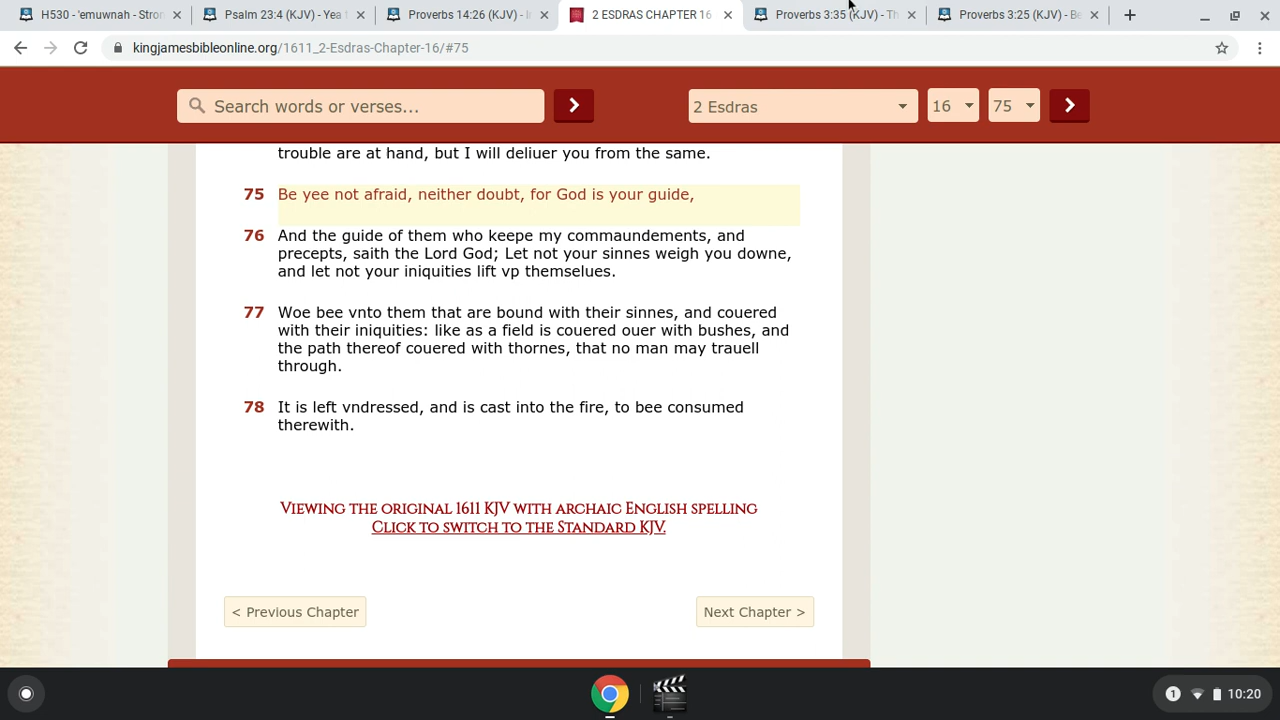 H530 - 'emuwnah - Stron
Psalm 23:4 (KJV) - Yea t
Proverbs 14:26 (KJV) - I
2 ESDRAS CHAPTER 16
Proverbs 3:35 (KJV) - Th
Proverbs 3:25 (KJV) - Be
kingjamesbibleonline.org/1611_2-Esdras-Chapter-16/#75
Search words or verses...
2 Esdras
16
75
trouble are at hand, but I will deliuer you from the same.
75 Be yee not afraid, neither doubt, for God is your guide,
76 And the guide of them who keepe my commaundements, and
precepts, saith the Lord God; Let not your sinnes weigh you downe,
and let not your iniquities lift vp themselues.
77 Woe bee vnto them that are bound with their sinnes, and couered
with their iniquities: like as a field is couered ouer with bushes, and
the path thereof couered with thornes, that no man may trauell
through.
78 It is left vndressed, and is cast into the fire, to bee consumed
therewith.
Viewing the original 1611 KJV with archaic English spelling
Click to switch to the Standard KJV.
< Previous Chapter
Next Chapter >
1
10:20